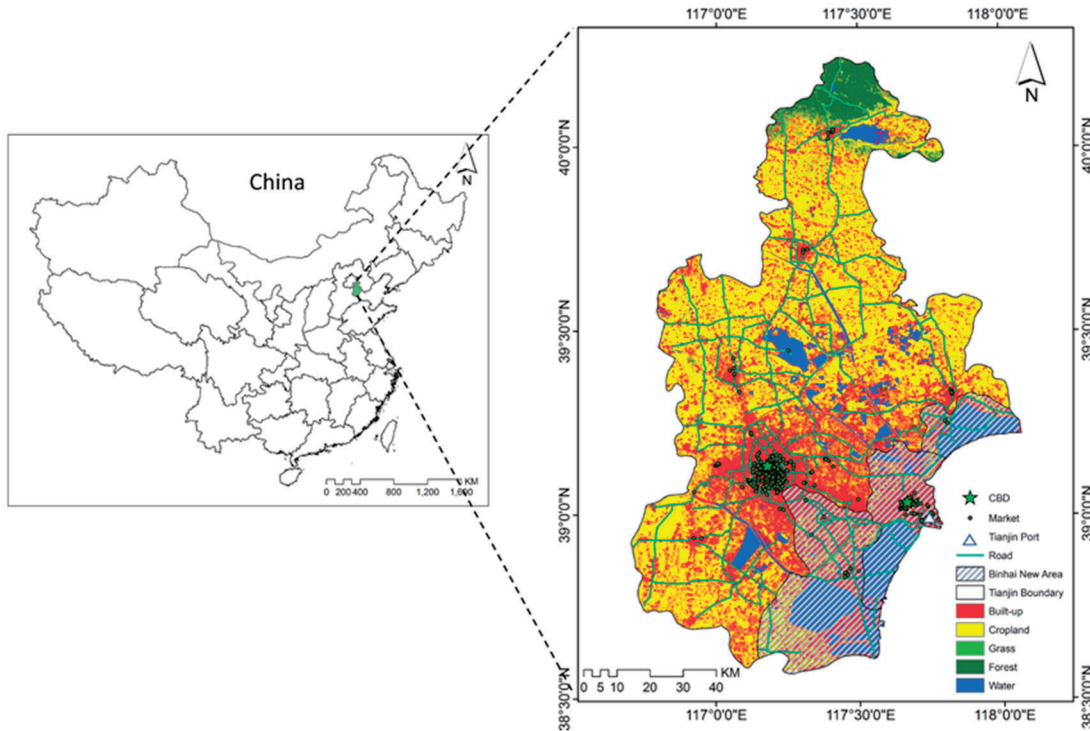 China
N
KM
0 200400 800 1,200 1,600
117°0'0"E 117°30'0"E 118°0'0"E
N
40°0'0"N
39°30'0"N
39°0'0"N
38°30'0"N
40°0'0"N
39°30'0"N
39°0'0"N
38°30'0"N
CBD
Market
Tianjin Port
Road
Binhai New Area
Tianjin Boundary
Built-up
Cropland
Grass
Forest
Water
KM
0 5 10 20 30 40
117°0'0"E 117°30'0"E 118°0'0"E